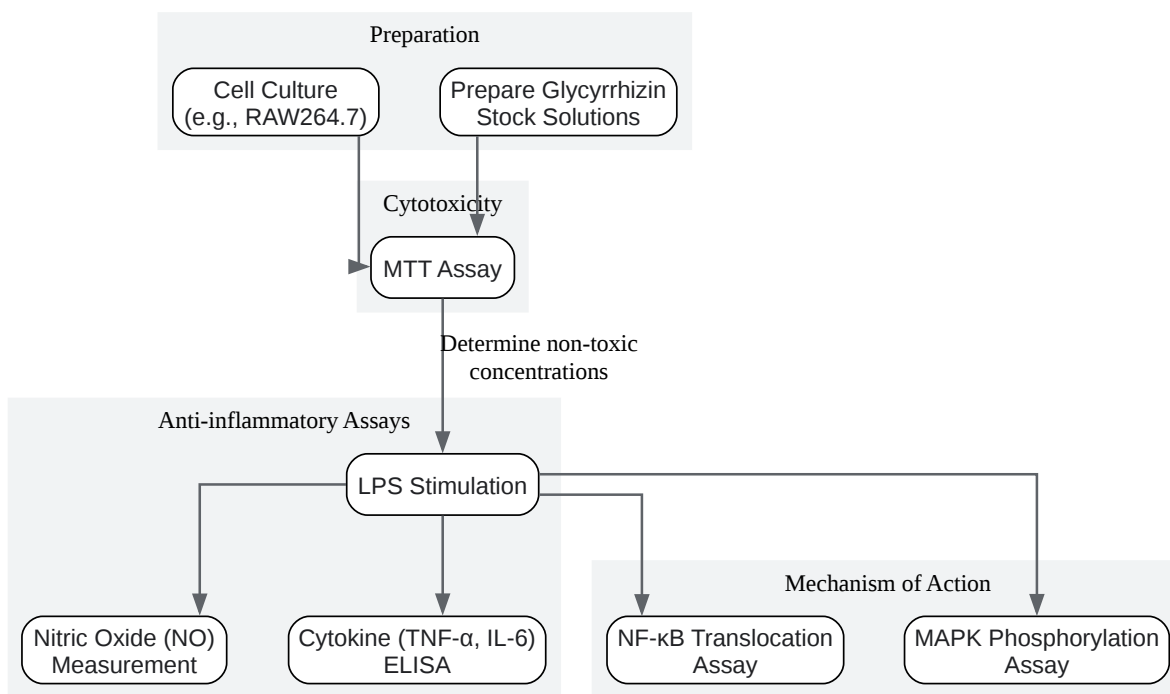 Preparation
Cell Culture
(e.g., RAW264.7)
Prepare Glycyrrhizin
Stock Solutions
Cytotoxicity
MTT Assay
Determine non-toxic
concentrations
Anti-inflammatory Assays
LPS Stimulation
Mechanism of Action
Nitric Oxide (NO)
Measurement
Cytokine (TNF-α, IL-6)
ELISA
NF-κB Translocation
Assay
MAPK Phosphorylation
Assay